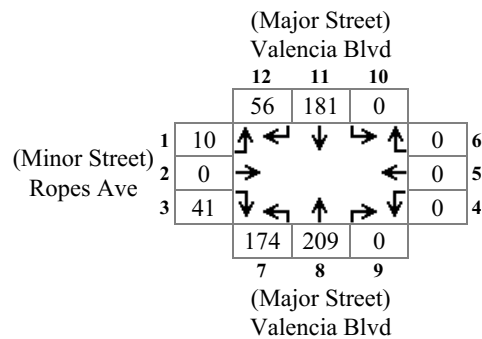 (Major Street)
Valencia Blvd
12 11 10
56 181 0
1 10 0 6
(Minor Street)
2 0 0 5
Ropes Ave
3 41 0 4
174 209 0
7 8 9
(Major Street)
Valencia Blvd